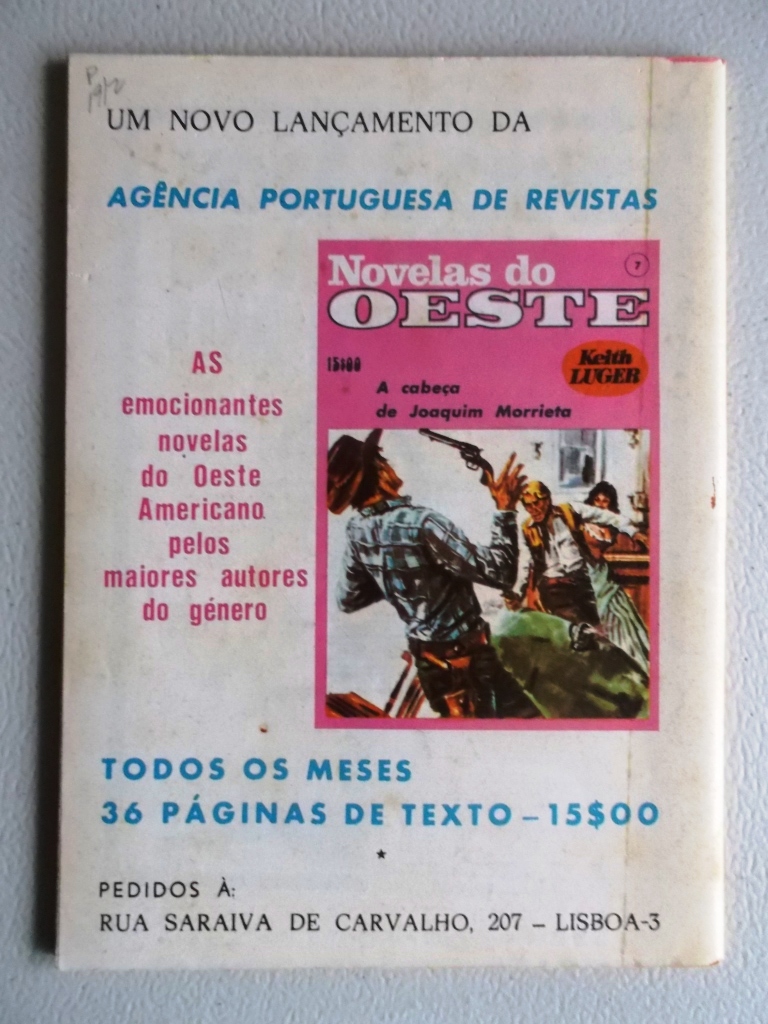 UM NOVO LANÇAMENTO DA
AGÊNCIA PORTUGUESA DE REVISTAS
Novelas do
7
OESTE
15$00
Keith
LUGER
A cabeça
de Joaquim Morrieta
AS
emocionantes
novelas
do Oeste
Americano
pelos
maiores autores
do género
TODOS OS MESES
36 PÁGINAS DE TEXTO – 15$00
PEDIDOS À:
RUA SARAIVA DE CARVALHO, 207 – LISBOA-3